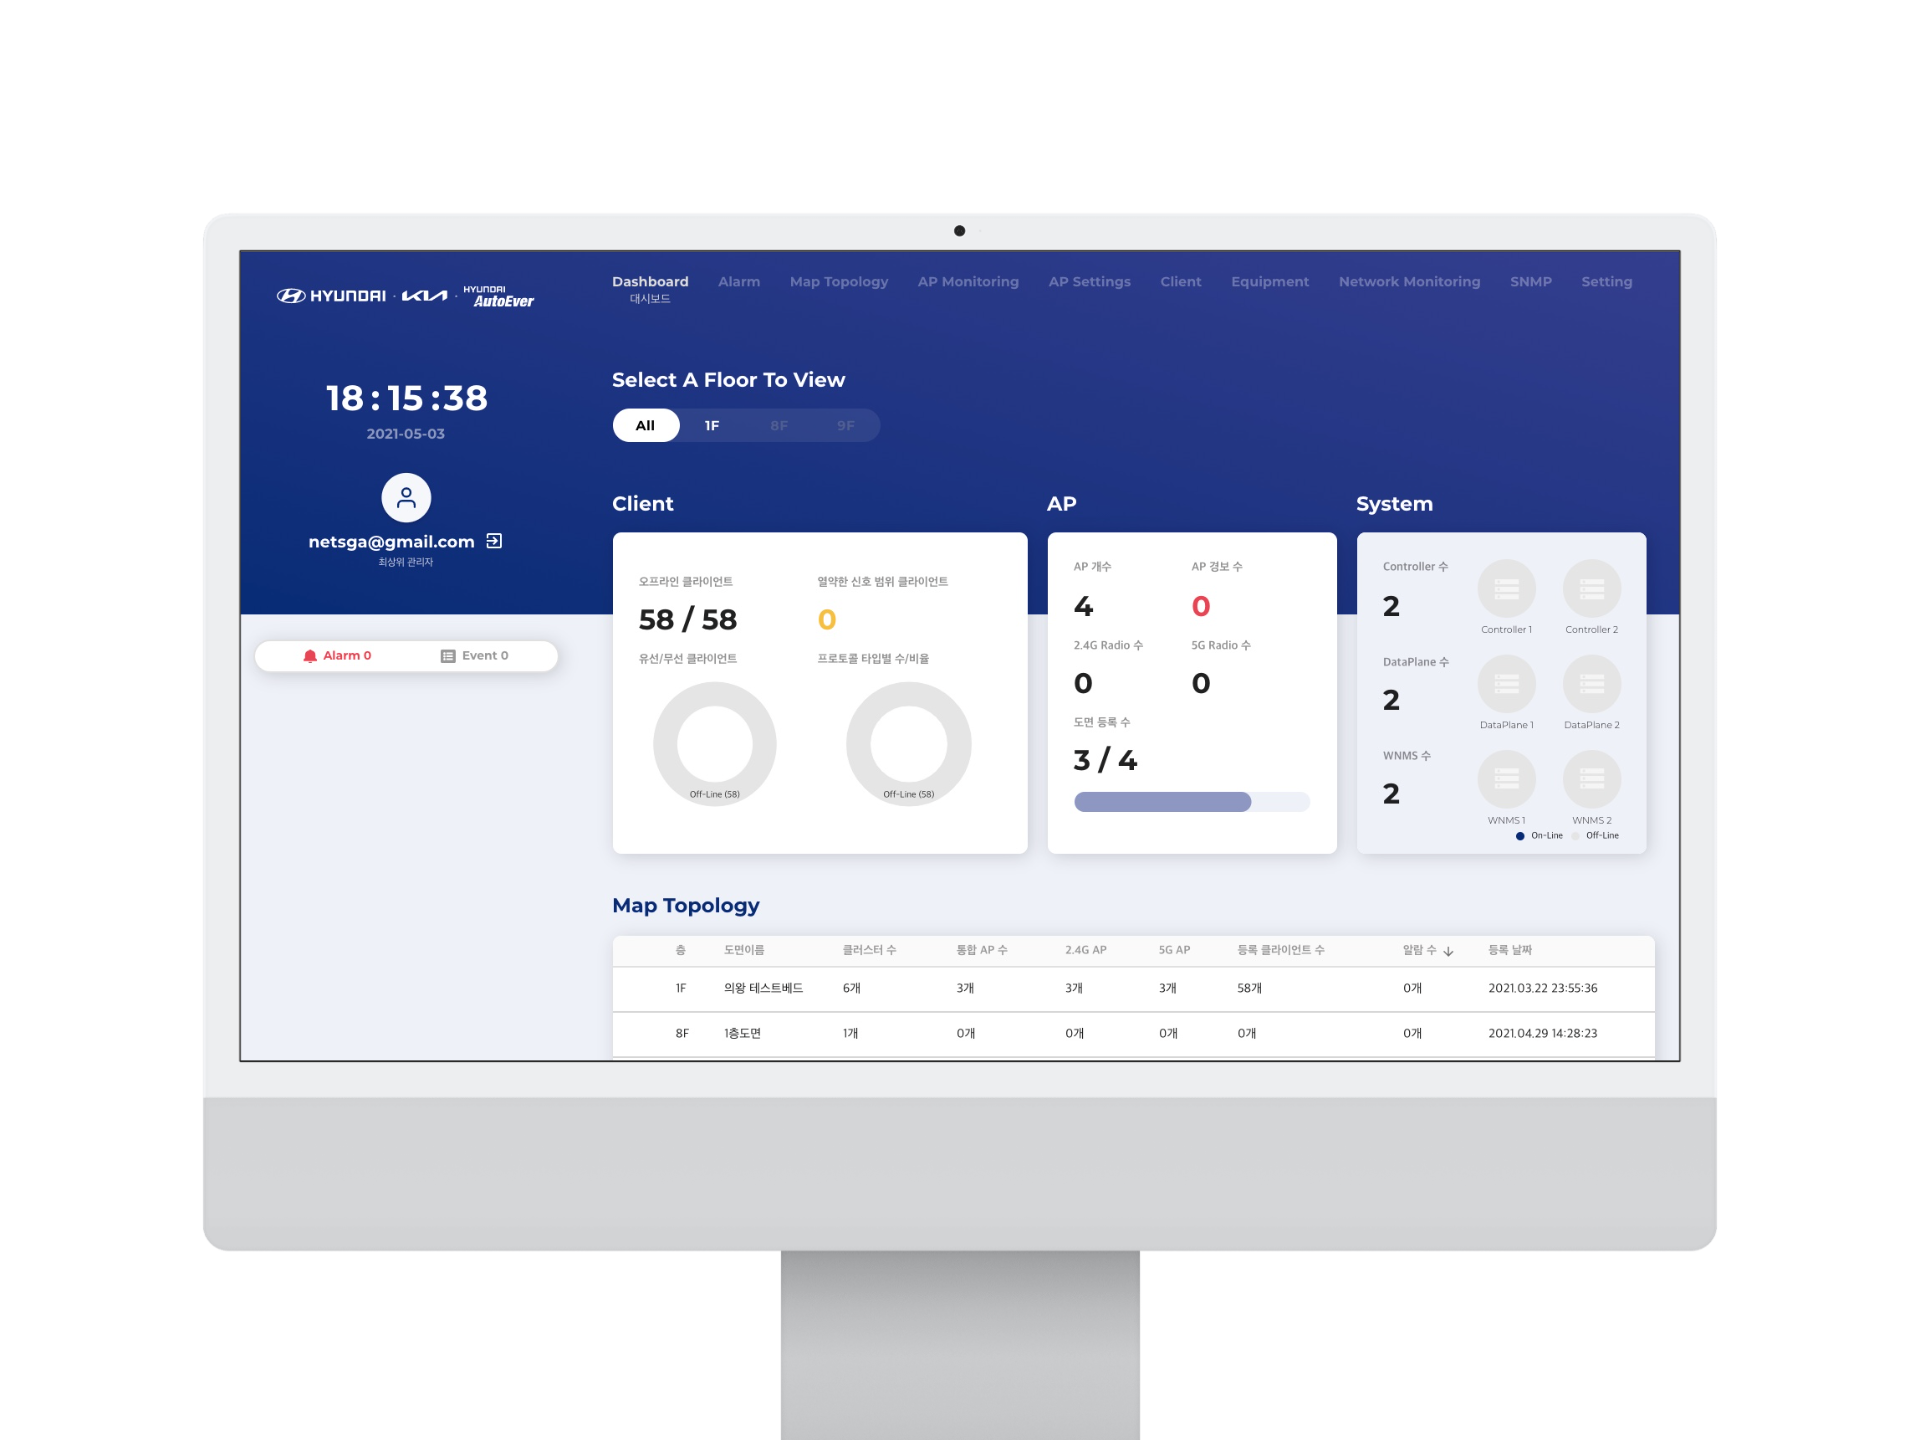 HYUNDAI · KIA · HYUNDAI AutoEver
Dashboard Alarm Map Topology AP Monitoring AP Settings Client Equipment Network Monitoring SNMP Setting
대시보드
18:15:38
2021-05-03
netsga@gmail.com
최상위 관리자
Alarm 0 Event 0
Select A Floor To View
All 1F 8F 9F
Client
오프라인 클라이언트 열약한 신호 범위 클라이언트
58 / 58 0
유선/무선 클라이언트 프로토콜 타입별 수/비율
Off-Line (58) Off-Line (58)
AP
AP 개수 AP 경보 수
4 0
2.4G Radio 수 5G Radio 수
0 0
도면 등록 수
3 / 4
System
Controller 수
2
Controller 1 Controller 2
DataPlane 수
2
DataPlane 1 DataPlane 2
WNMS 수
2
WNMS 1 WNMS 2
On-Line Off-Line
Map Topology
층 도면이름 클러스터 수 통합 AP 수 2.4G AP 5G AP 등록 클라이언트 수 알람 수 등록 날짜
1F 의왕 테스트베드 6개 3개 3개 3개 58개 0개 2021.03.22 23:55:36
8F 1층도면 1개 0개 0개 0개 0개 0개 2021.04.29 14:28:23